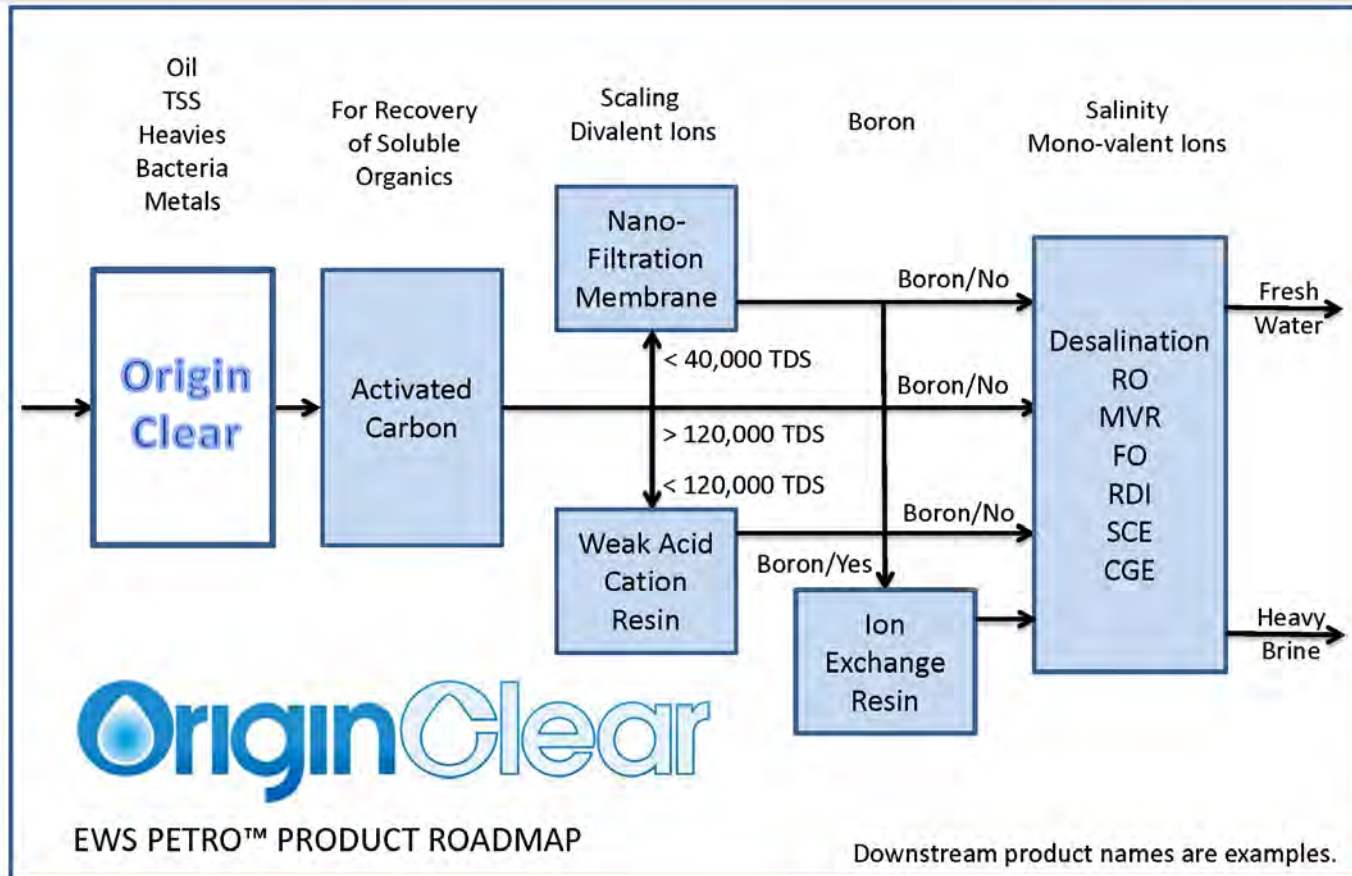 Oil
TSS
Heavies
Bacteria
Metals
For Recovery
of Soluble
Organics
Scaling
Divalent Ions
Boron
Salinity
Mono-valent Ions
Origin
Clear
Activated
Carbon
Nano-
Filtration
Membrane
< 40,000 TDS
> 120,000 TDS
< 120,000 TDS
Weak Acid
Cation
Resin
Boron/No
Boron/No
Boron/No
Boron/Yes
Ion
Exchange
Resin
Desalination
RO
MVR
FO
RDI
SCE
CGE
Fresh
Water
Heavy
Brine
OriginClear
EWS PETRO™ PRODUCT ROADMAP
Downstream product names are examples.